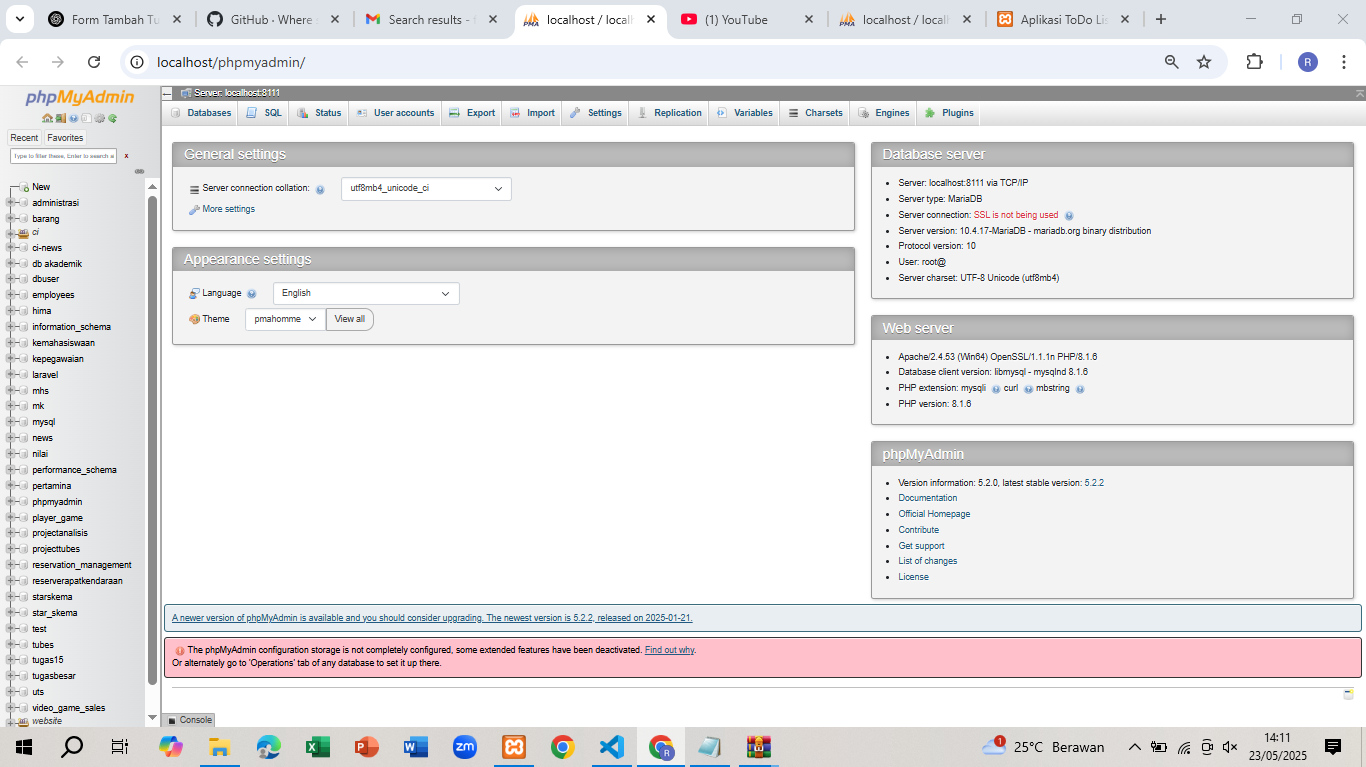 Form Tambah Tu
GitHub · Where
Search results -
localhost / local
(1) YouTube
localhost / local
Aplikasi ToDo Lis
localhost/phpmyadmin/
R
phpMyAdmin
Recent
Favorites
Type to filter these, Enter to search a
x
New
administrasi
barang
ci
ci-news
db akademik
dbuser
employees
hima
information_schema
kemahasiswaan
kepegawaian
laravel
mhs
mk
mysql
news
nilai
performance_schema
pertamina
phpmyadmin
player_game
projectanalisis
projecttubes
reservation_management
reserverapatkendaraan
starskema
star_skema
test
tubes
tugas15
tugasbesar
uts
video_game_sales
website
Server: localhost:8111
Databases
SQL
Status
User accounts
Export
Import
Settings
Replication
Variables
Charsets
Engines
Plugins
General settings
Server connection collation:
utf8mb4_unicode_ci
More settings
Appearance settings
Language
English
Theme
pmahomme
View all
Database server
Server: localhost:8111 via TCP/IP
Server type: MariaDB
Server connection: SSL is not being used
Server version: 10.4.17-MariaDB - mariadb.org binary distribution
Protocol version: 10
User: root@
Server charset: UTF-8 Unicode (utf8mb4)
Web server
Apache/2.4.53 (Win64) OpenSSL/1.1.1n PHP/8.1.6
Database client version: libmysql - mysqlnd 8.1.6
PHP extension: mysqli curl mbstring
PHP version: 8.1.6
phpMyAdmin
Version information: 5.2.0, latest stable version: 5.2.2
Documentation
Official Homepage
Contribute
Get support
List of changes
License
A newer version of phpMyAdmin is available and you should consider upgrading. The newest version is 5.2.2, released on 2025-01-21.
The phpMyAdmin configuration storage is not completely configured, some extended features have been deactivated. Find out why.
Or alternately go to 'Operations' tab of any database to set it up there.
Console
zm
1
25°C Berawan
14:11
23/05/2025